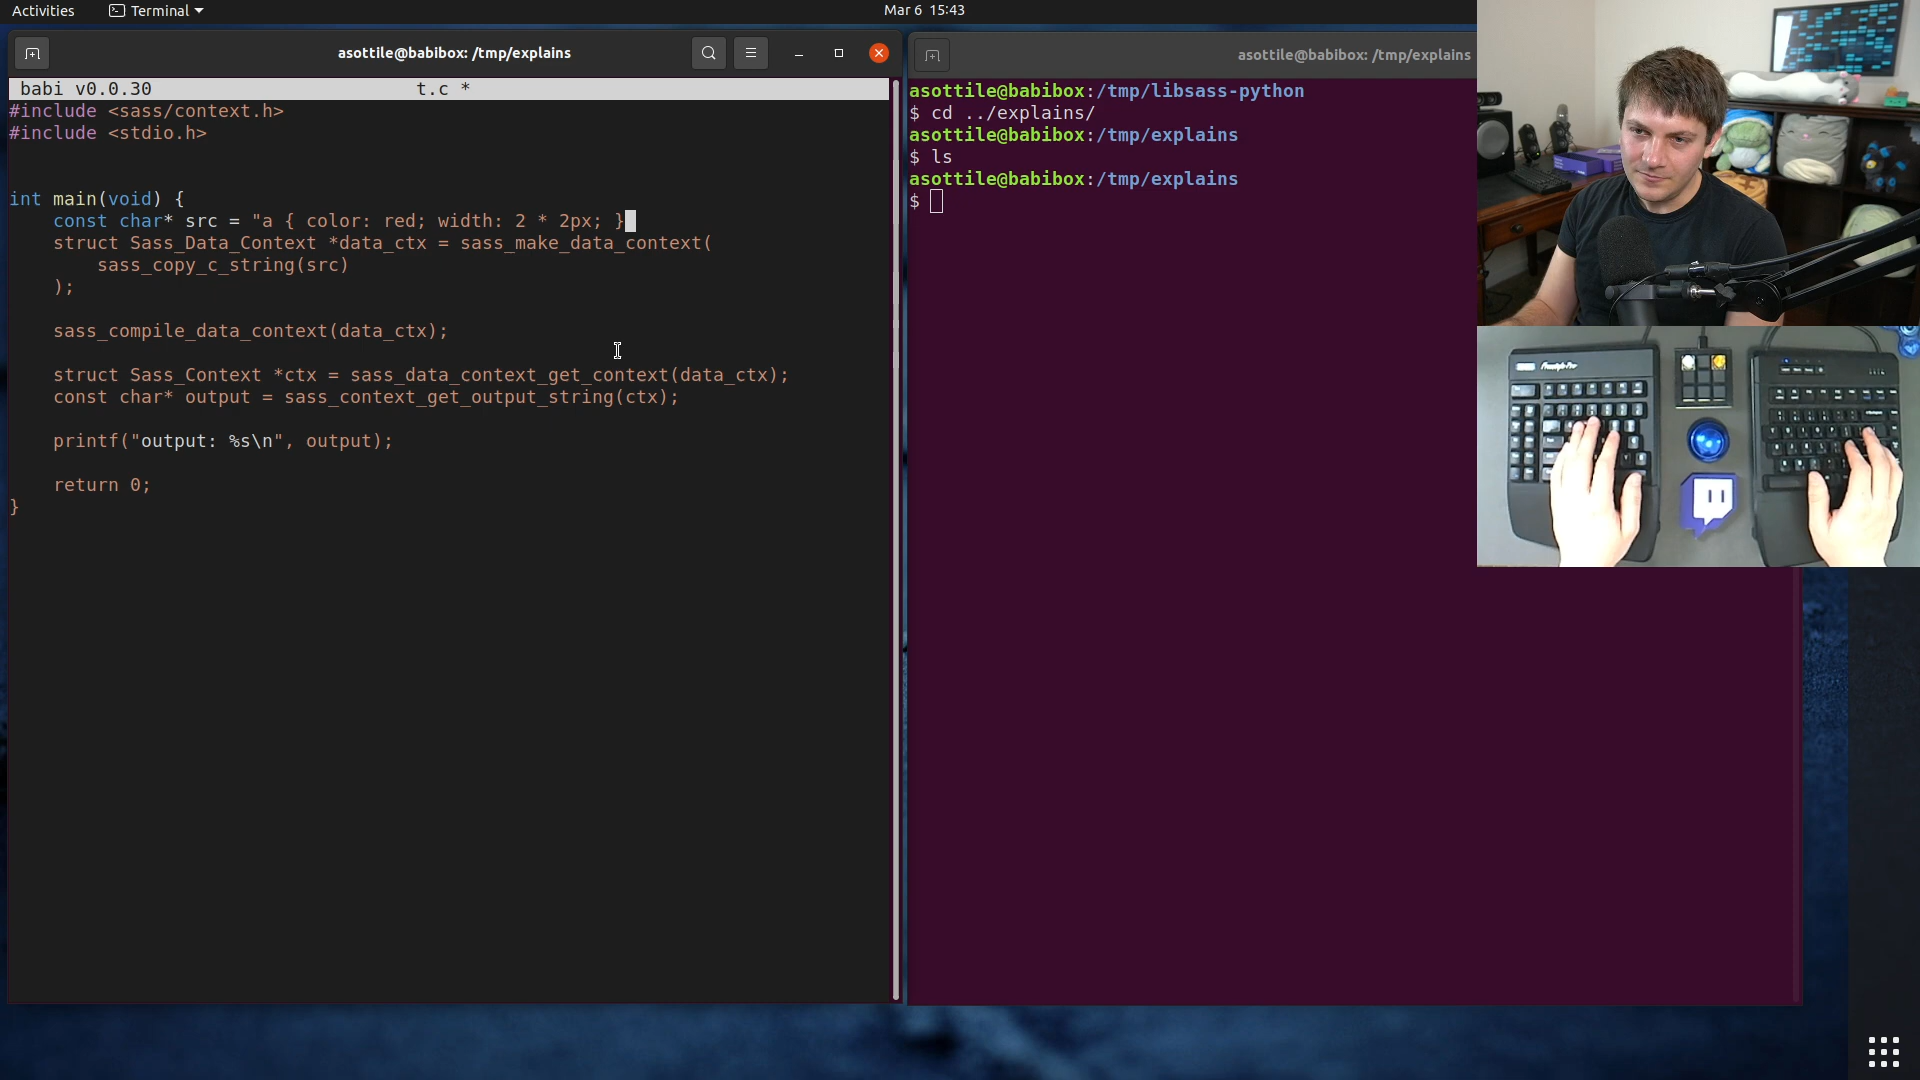 Activities
Terminal
Mar 6 15:43
asottile@babibox: /tmp/explains
babi v0.0.30 t.c *
#include <sass/context.h>
#include <stdio.h>
int main(void) {
    const char* src = "a { color: red; width: 2 * 2px; }
    struct Sass_Data_Context *data_ctx = sass_make_data_context(
        sass_copy_c_string(src)
    );
    sass_compile_data_context(data_ctx);
    struct Sass_Context *ctx = sass_data_context_get_context(data_ctx);
    const char* output = sass_context_get_output_string(ctx);
    printf("output: %s\n", output);
    return 0;
}
asottile@babibox: /tmp/explains
asottile@babibox:/tmp/libsass-python
$ cd ../explains/
asottile@babibox:/tmp/explains
$ ls
asottile@babibox:/tmp/explains
$
Freestyle Pro